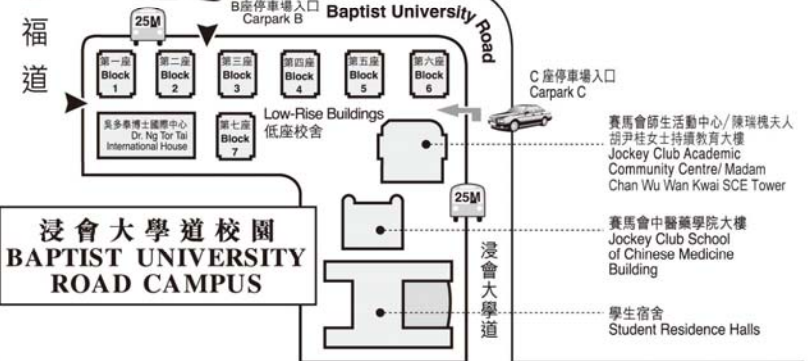 B座停車場入口
Carpark B
Baptist University Road
25M
福道
第一座
Block
1
第二座
Block
2
第三座
Block
3
第四座
Block
4
第五座
Block
5
第六座
Block
6
C 座停車場入口
Carpark C
吳多泰博士國際中心
Dr. Ng Tor Tai
International House
第七座
Block
7
Low-Rise Buildings
低座校舍
賽馬會師生活動中心/陳瑞槐夫人
胡尹桂女士持續教育大樓
Jockey Club Academic
Community Centre/ Madam
Chan Wu Wan Kwai SCE Tower
25M
浸會大學道校園
BAPTIST UNIVERSITY
ROAD CAMPUS
浸會大學道
賽馬會中醫藥學院大樓
Jockey Club School
of Chinese Medicine
Building
學生宿舍
Student Residence Halls